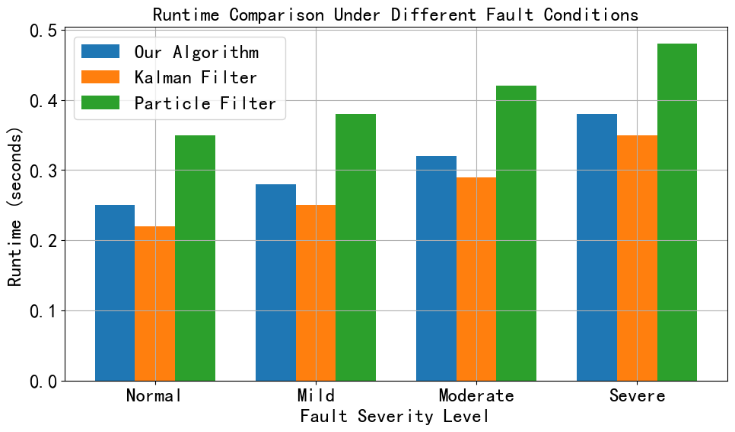 Runtime Comparison Under Different Fault Conditions
Our Algorithm
Kalman Filter
Particle Filter
Runtime (seconds)
0.5
0.4
0.3
0.2
0.1
0.0
Normal Mild Moderate Severe
Fault Severity Level